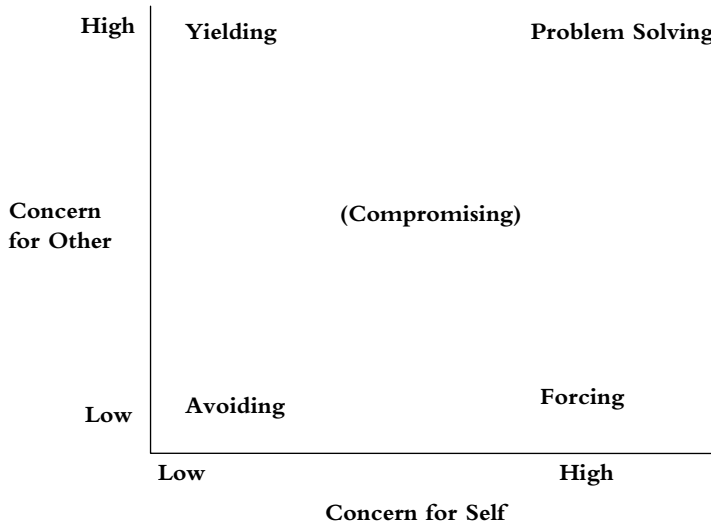 High
Yielding
Problem Solving
Concern
for Other
(Compromising)
Low
Avoiding
Forcing
Low
High
Concern for Self